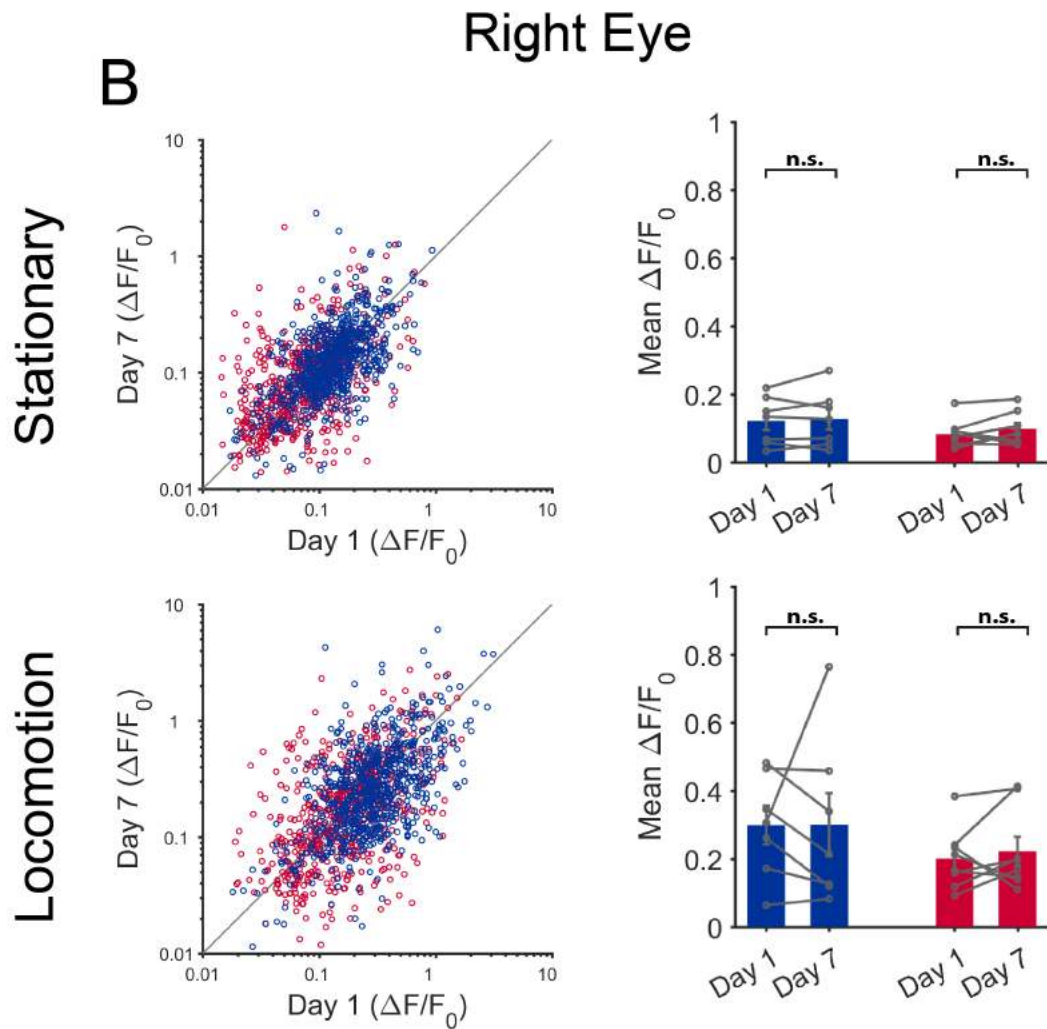 Right Eye
B
Stationary
10
1
0.1
0.01
Day 7 (ΔF/F0)
0.01
0.1
1
10
Day 1 (ΔF/F0)
1
0.8
0.6
0.4
0.2
0
Mean ΔF/F0
n.s.
n.s.
Day 1
Day 7
Day 1
Day 7
Locomotion
10
1
0.1
0.01
Day 7 (ΔF/F0)
0.01
0.1
1
10
Day 1 (ΔF/F0)
1
0.8
0.6
0.4
0.2
0
Mean ΔF/F0
n.s.
n.s.
Day 1
Day 7
Day 1
Day 7